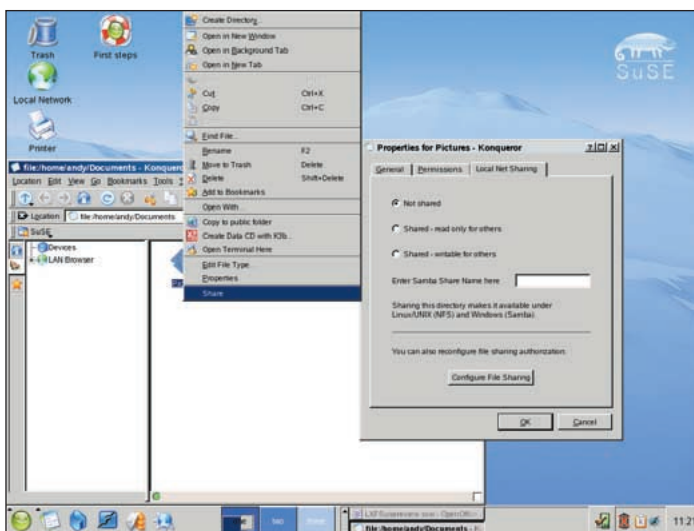 Trash
First steps
Local Network
Printer
SuSE
Create Directory...
Open in New Window
Open in Background Tab
Open in New Tab
Cut Ctrl+X
Copy Ctrl+C
Find File...
Rename F2
Move to Trash Delete
Delete Shift+Delete
Add to Bookmarks
Open With...
Copy to public folder
Create Data CD with K3b...
Open Terminal Here
Edit File Type...
Properties
Share
file:/home/andy/Documents - Konqueror
Location Edit View Go Bookmarks Tools
Location file:/home/andy/Documents
SuSE
Devices
LAN Browser
Properties for Pictures - Konqueror
General Permissions Local Net Sharing
Not shared
Shared - read only for others
Shared - writable for others
Enter Samba Share Name here
Sharing this directory makes it available under
Linux/UNIX (NFS) and Windows (Samba).
You can also reconfigure file sharing authorization.
Configure File Sharing
OK Cancel
file:/home/andy/Documents - K
11:2